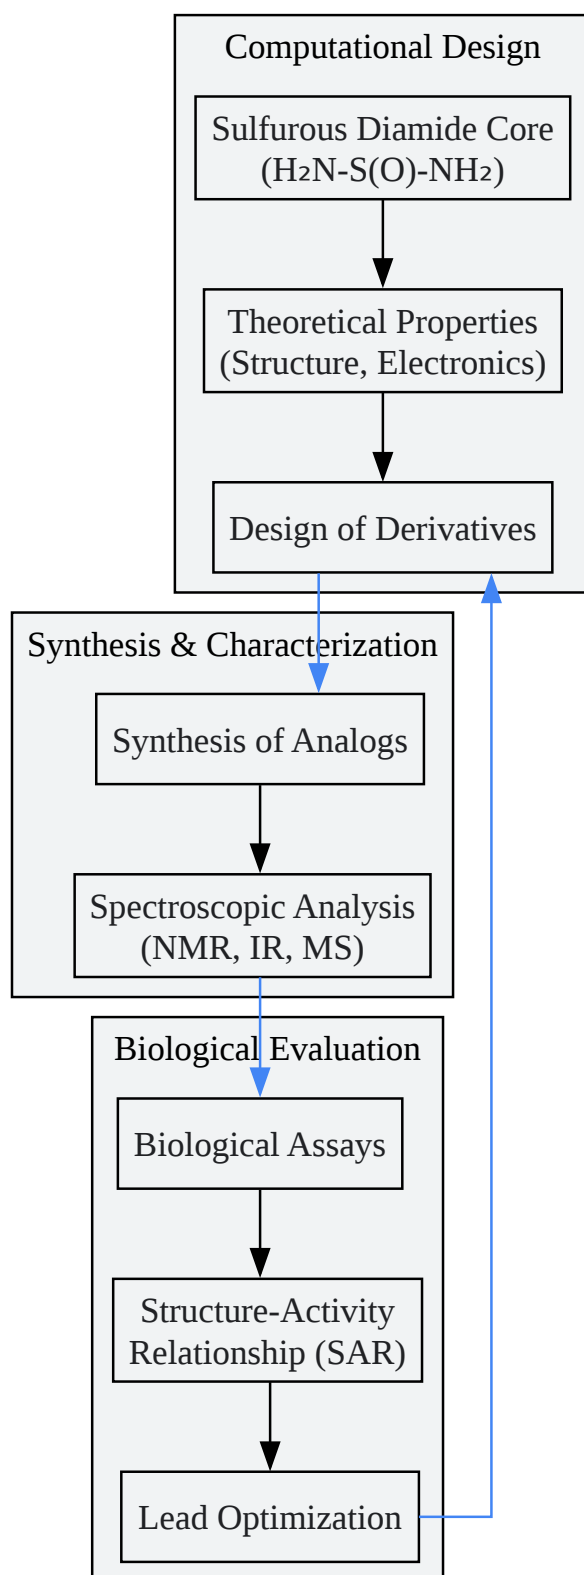 Computational Design
Sulfurous Diamide Core
(H₂N-S(O)-NH₂)
Theoretical Properties
(Structure, Electronics)
Design of Derivatives
Synthesis & Characterization
Synthesis of Analogs
Spectroscopic Analysis
(NMR, IR, MS)
Biological Evaluation
Biological Assays
Structure-Activity
Relationship (SAR)
Lead Optimization